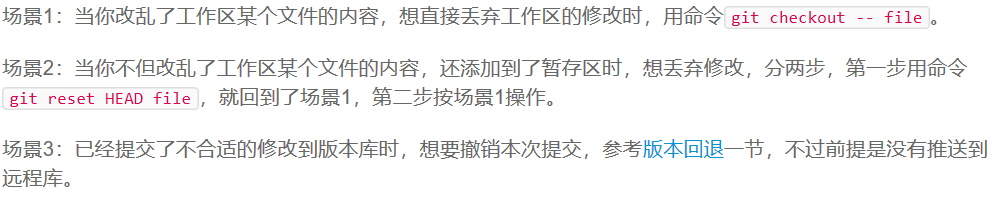 场景1：当你改乱了工作区某个文件的内容，想直接丢弃工作区的修改时，用命令git checkout -- file。
场景2：当你不但改乱了工作区某个文件的内容，还添加到了暂存区时，想丢弃修改，分两步，第一步用命令
git reset HEAD file，就回到了场景1，第二步按场景1操作。
场景3：已经提交了不合适的修改到版本库时，想要撤销本次提交，参考版本回退一节，不过前提是没有推送到
远程库。